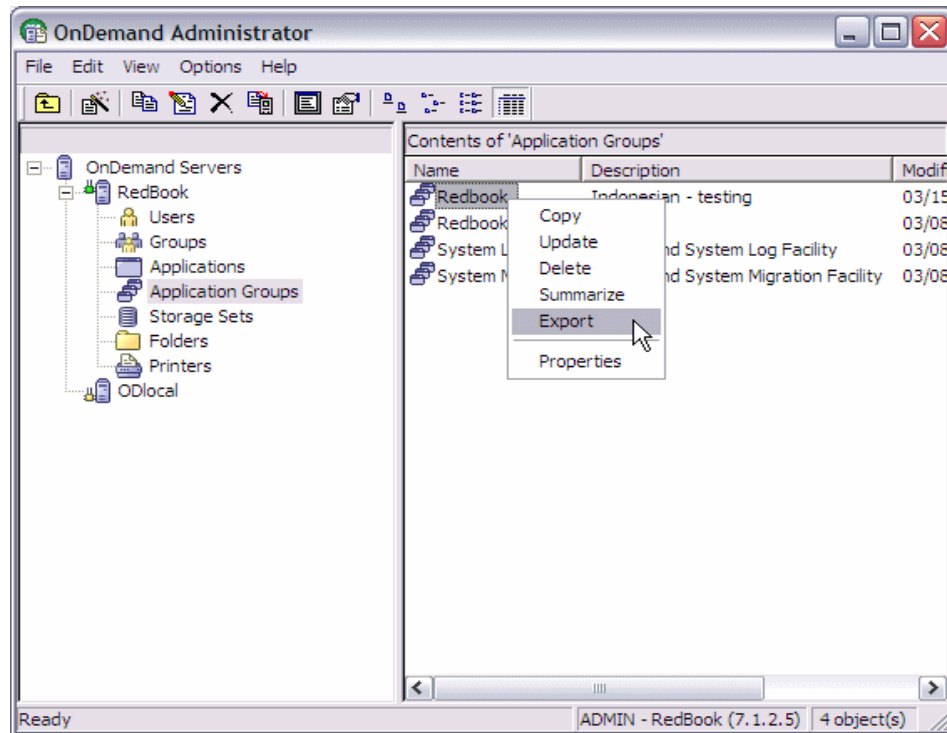 OnDemand Administrator
File Edit View Options Help
Contents of 'Application Groups'
Name Description Modif
OnDemand Servers
RedBook
Users
Groups
Applications
Application Groups
Storage Sets
Folders
Printers
ODlocal
Redbook Indonesian - testing 03/15
Redbook 03/08
System L nd System Log Facility 03/08
System M nd System Migration Facility 03/08
Copy
Update
Delete
Summarize
Export
Properties
Ready ADMIN - RedBook (7.1.2.5) 4 object(s)